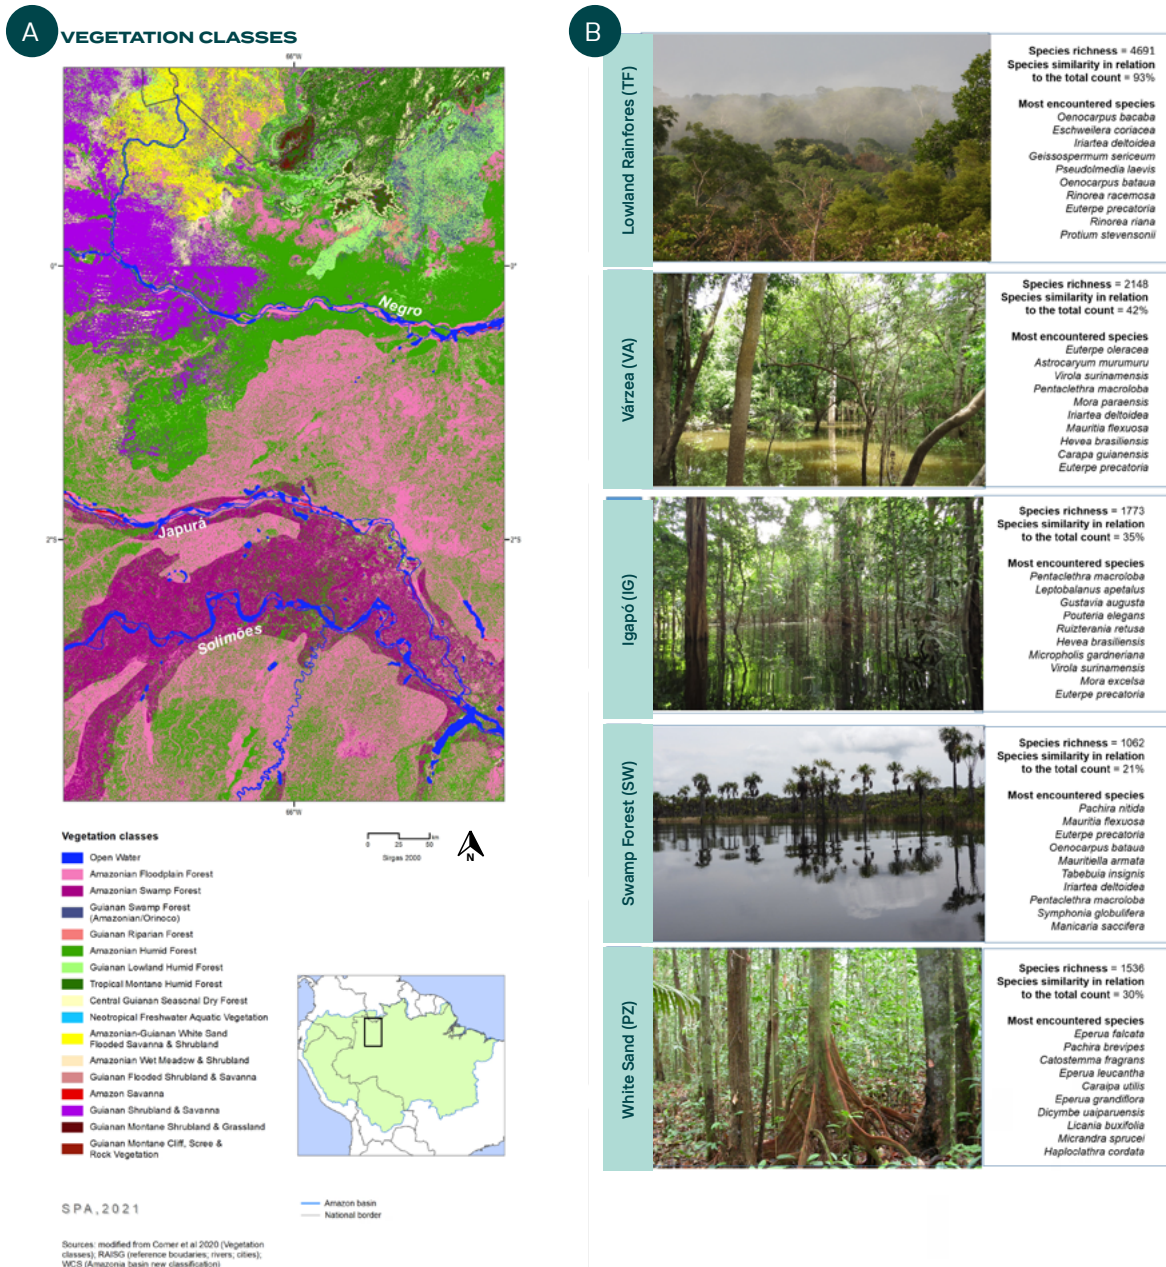 A
VEGETATION CLASSES
66°W
0°
0°
Negro
Japurá
2°S
2°S
Solimões
66°W
Vegetation classes
Open Water
Amazonian Floodplain Forest
Amazonian Swamp Forest
Guianan Swamp Forest
(Amazonian/Orinoco)
Guianan Riparian Forest
Amazonian Humid Forest
Guianan Lowland Humid Forest
Tropical Montane Humid Forest
Central Guianan Seasonal Dry Forest
Neotropical Freshwater Aquatic Vegetation
Amazonian-Guianan White Sand
Flooded Savanna & Shrubland
Amazonian Wet Meadow & Shrubland
Guianan Flooded Shrubland & Savanna
Amazon Savanna
Guianan Shrubland & Savanna
Guianan Montane Shrubland & Grassland
Guianan Montane Cliff, Scree &
Rock Vegetation
km
0 25 50
Sirgas 2000
N
Amazon basin
National border
SPA,2021
Sources: modified from Comer et al 2020 (Vegetation
classes); RAISG (reference boudaries; rivers; cities);
WCS (Amazonia basin new classification)
B
Lowland Rainfores (TF)
Species richness = 4691
Species similarity in relation
to the total count = 93%
Most encountered species
Oenocarpus bacaba
Eschweilera coriacea
Iriartea deltoidea
Geissospermum sericeum
Pseudolmedia laevis
Oenocarpus bataua
Rinorea racemosa
Euterpe precatoria
Rinorea riana
Protium stevensonii
Várzea (VA)
Species richness = 2148
Species similarity in relation
to the total count = 42%
Most encountered species
Euterpe oleracea
Astrocaryum murumuru
Virola surinamensis
Pentaclethra macroloba
Mora paraensis
Iriartea deltoidea
Mauritia flexuosa
Hevea brasiliensis
Carapa guianensis
Euterpe precatoria
Igapó (IG)
Species richness = 1773
Species similarity in relation
to the total count = 35%
Most encountered species
Pentaclethra macroloba
Leptobalanus apetalus
Gustavia augusta
Pouteria elegans
Ruizterania retusa
Hevea brasiliensis
Micropholis gardneriana
Virola surinamensis
Mora excelsa
Euterpe precatoria
Swamp Forest (SW)
Species richness = 1062
Species similarity in relation
to the total count = 21%
Most encountered species
Pachira nitida
Mauritia flexuosa
Euterpe precatoria
Oenocarpus bataua
Mauritiella armata
Tabebuia insignis
Iriartea deltoidea
Pentaclethra macroloba
Symphonia globulifera
Manicaria saccifera
White Sand (PZ)
Species richness = 1536
Species similarity in relation
to the total count = 30%
Most encountered species
Eperua falcata
Pachira brevipes
Catostemma fragrans
Eperua leucantha
Caraipa utilis
Eperua grandiflora
Dicymbe uaiparuensis
Licania buxifolia
Micrandra sprucei
Haploclathra cordata